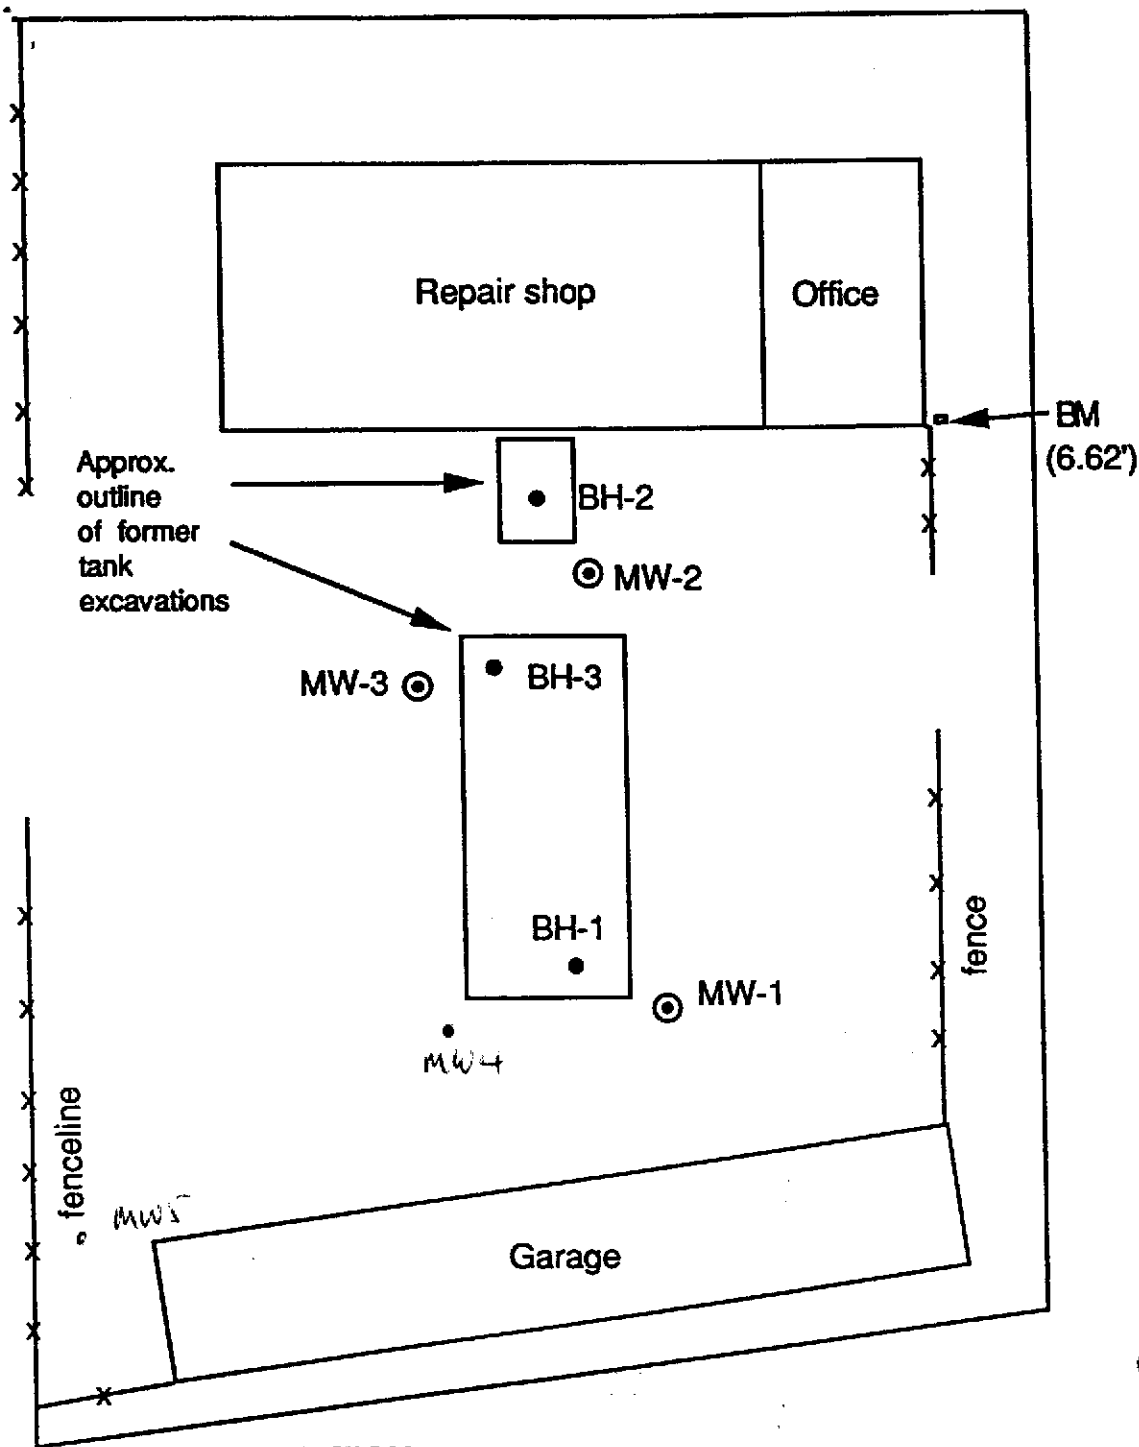 Repair shop
Office
BM
(6.62')
Approx.
outline
of former
tank
excavations
BH-2
MW-2
MW-3
BH-3
BH-1
MW-1
MW4
fence
fenceline
MW5
Garage